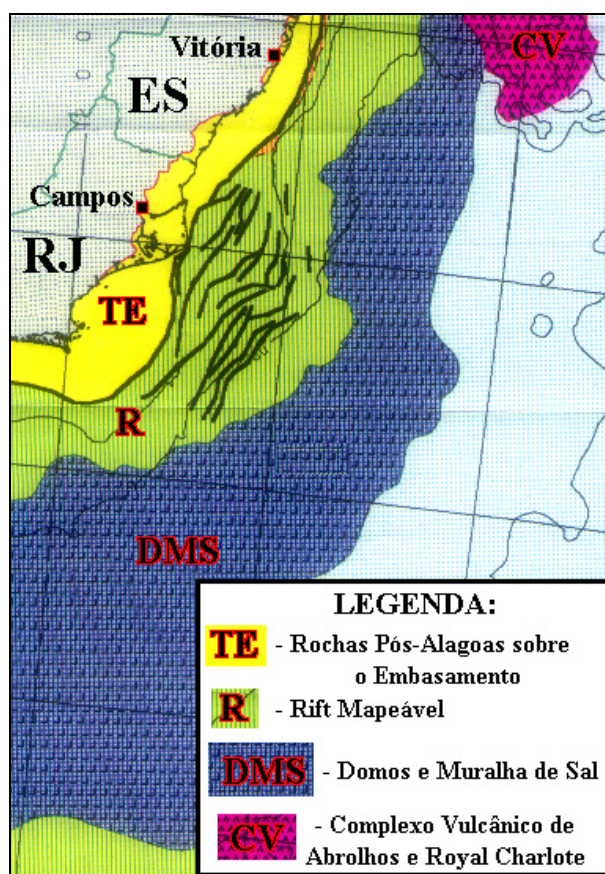 CV
Vitória
ES
Campos
RJ
TE
R
DMS
LEGENDA:
TE - Rochas Pós-Alagoas sobre
o Embasamento
R - Rift Mapeável
DMS - Domos e Muralha de Sal
CV - Complexo Vulcânico de
Abrolhos e Royal Charlote